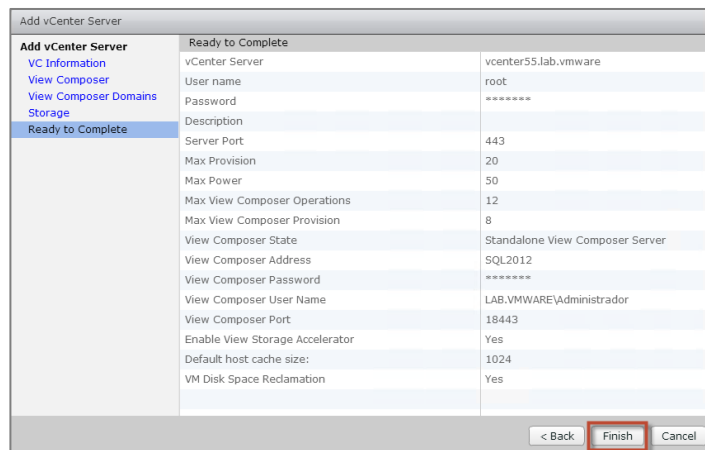 Add vCenter Server
Add vCenter Server
VC Information
View Composer
View Composer Domains
Storage
Ready to Complete
Ready to Complete
vCenter Server vcenter55.lab.vmware
User name root
Password *******
Description
Server Port 443
Max Provision 20
Max Power 50
Max View Composer Operations 12
Max View Composer Provision 8
View Composer State Standalone View Composer Server
View Composer Address SQL2012
View Composer Password *******
View Composer User Name LAB.VMWARE\Administrador
View Composer Port 18443
Enable View Storage Accelerator Yes
Default host cache size: 1024
VM Disk Space Reclamation Yes
< Back Finish Cancel